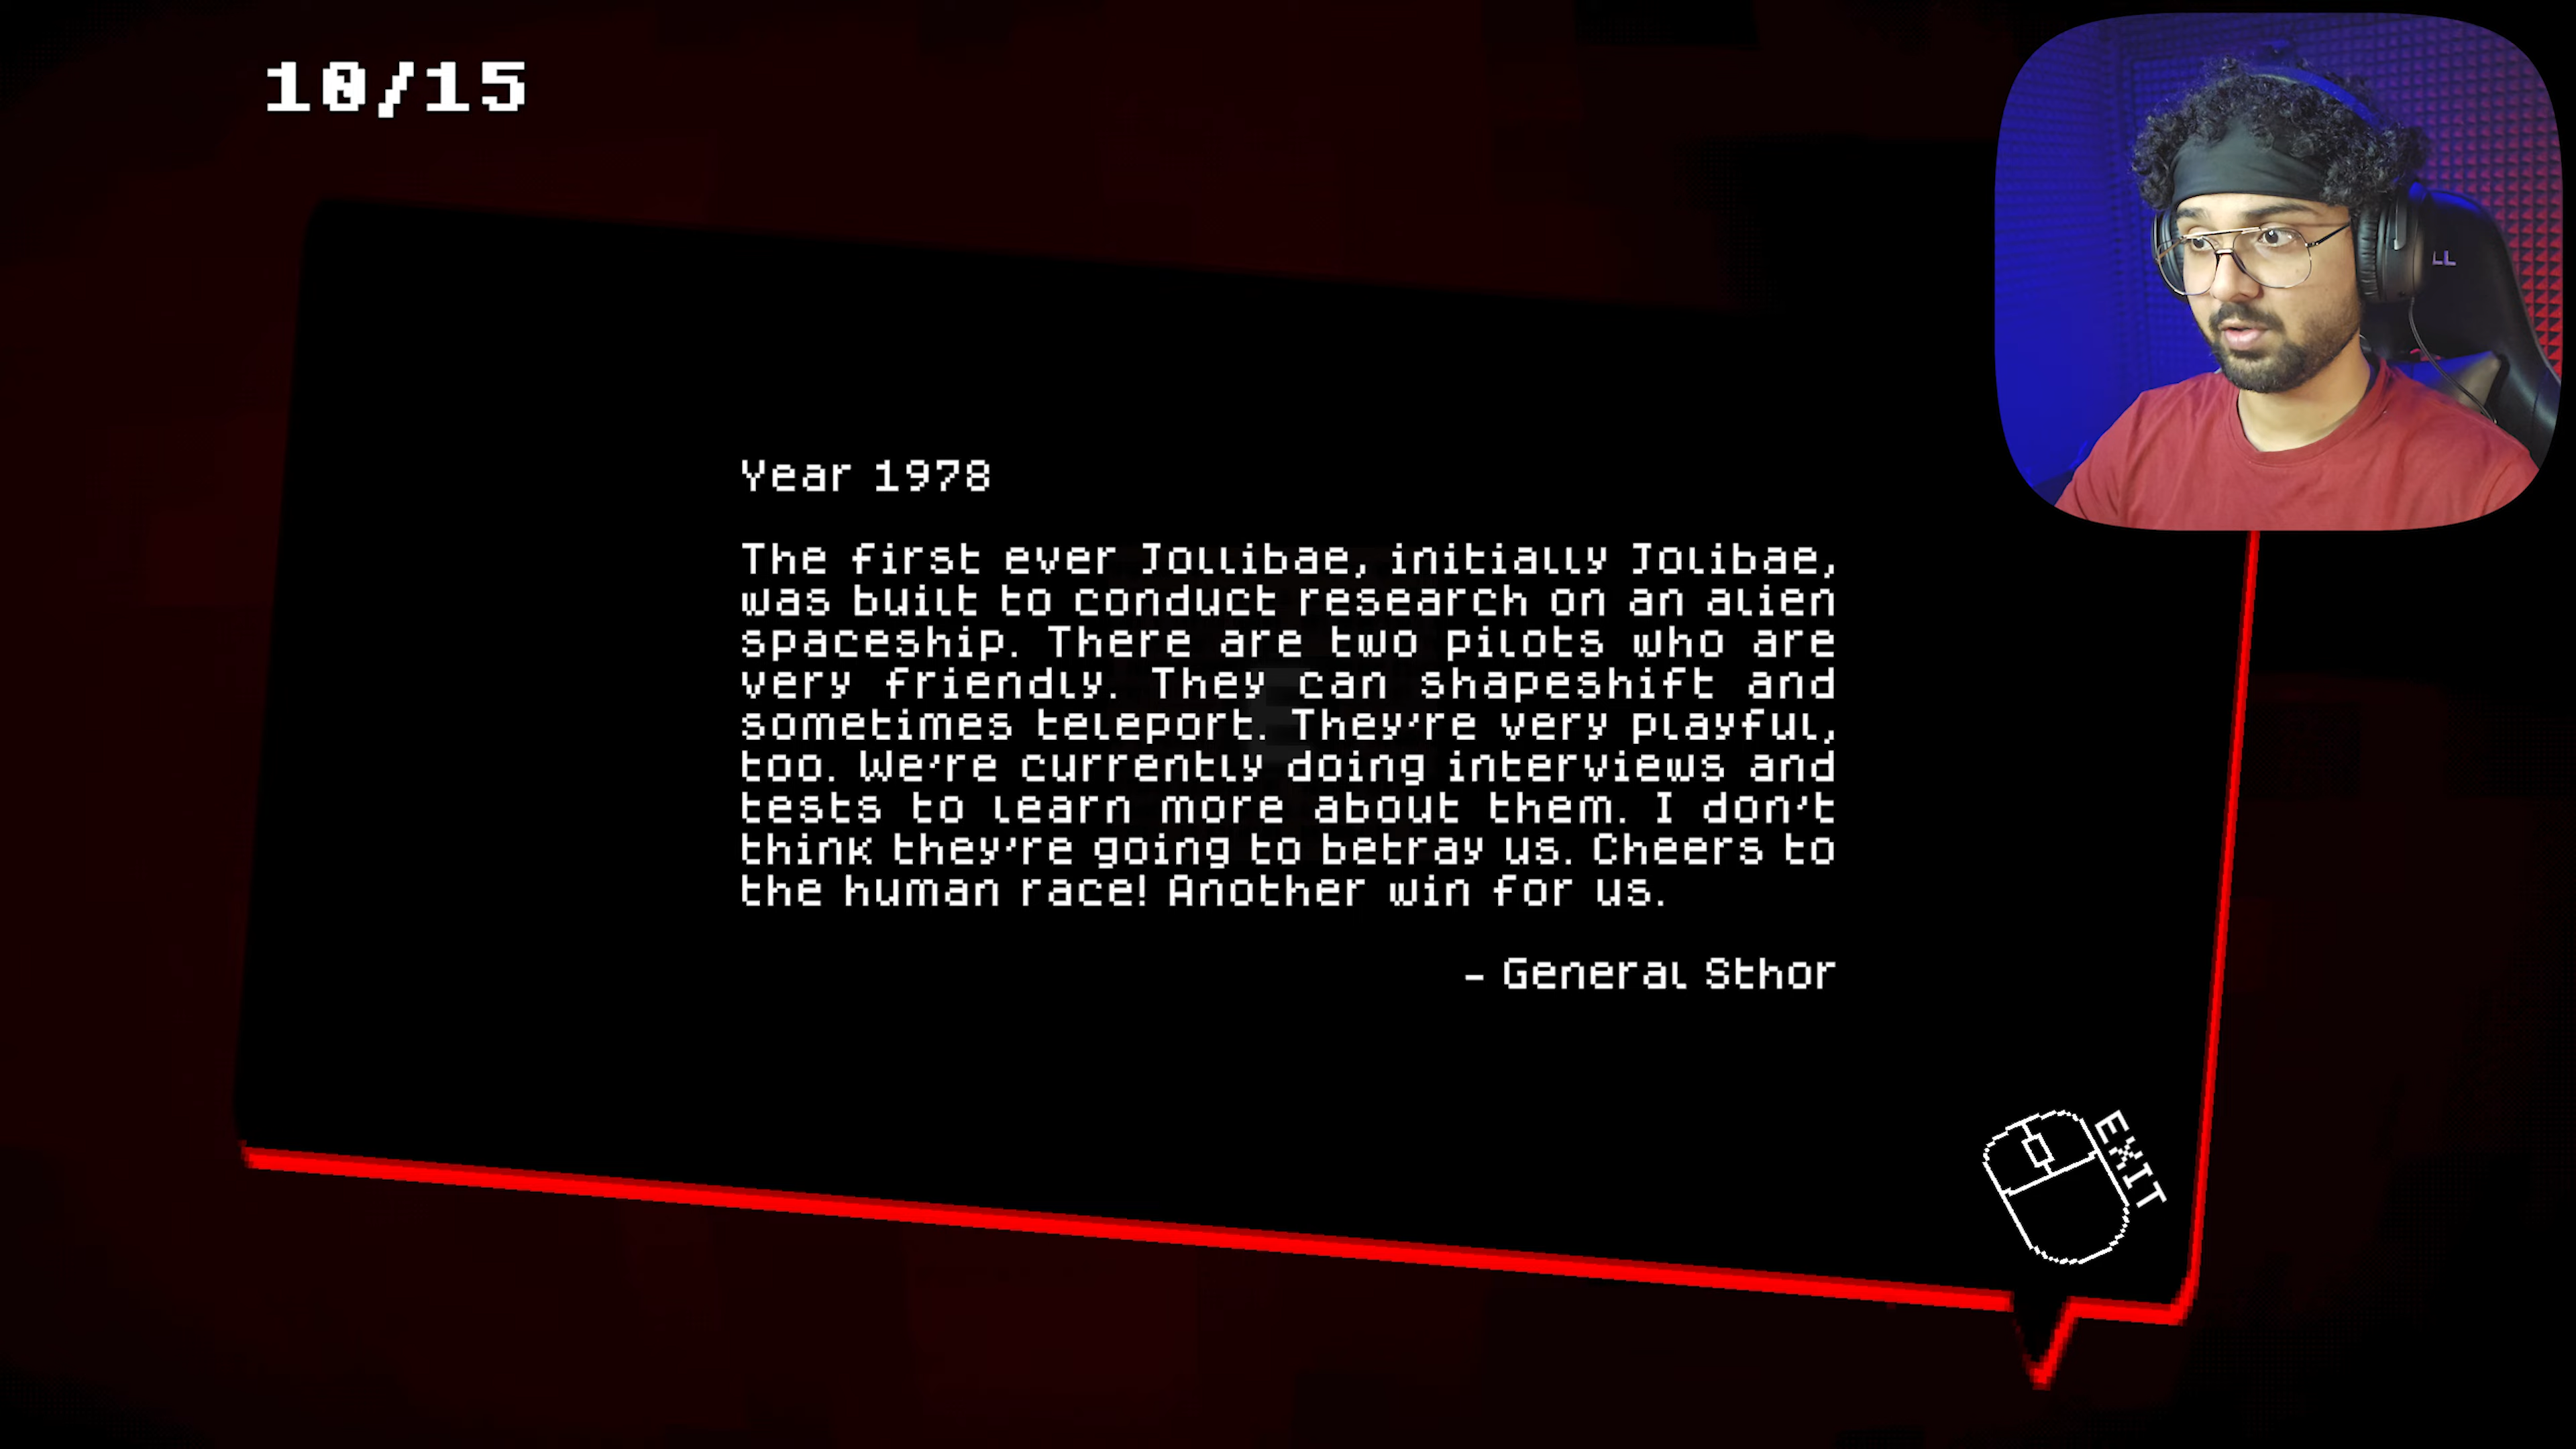 10/15
Year 1978
The first ever Jollibae, initially Jolibae,
was built to conduct research on an alien
spaceship. There are two pilots who are
very friendly. They can shapeshift and
sometimes teleport. They're very playful,
too. We're currently doing interviews and
tests to learn more about them. I don't
think they're going to betray us. Cheers to
the human race! Another win for us.
- General Sthor
EXIT